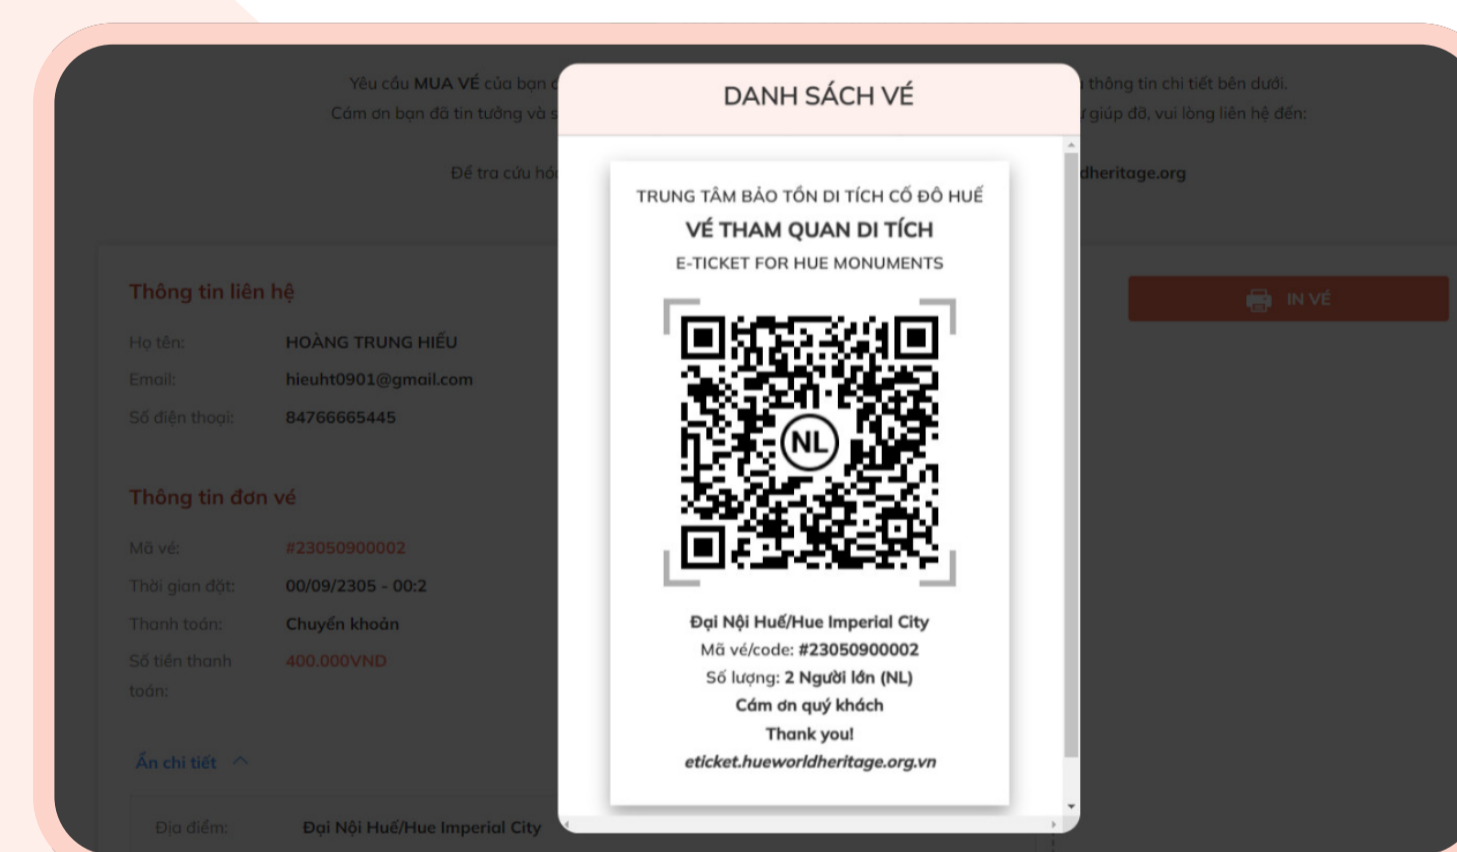 Yêu cầu MUA VÉ của bạn
thông tin chi tiết bên dưới.
Cám ơn bạn đã tin tưởng và
giúp đỡ, vui lòng liên hệ đến:
Để tra cứu
dheritage.org
DANH SÁCH VÉ
TRUNG TÂM BẢO TỒN DI TÍCH CỐ ĐÔ HUẾ
VÉ THAM QUAN DI TÍCH
E-TICKET FOR HUE MONUMENTS
NL
Đại Nội Huế/Hue Imperial City
Mã vé/code: #23050900002
Số lượng: 2 Người lớn (NL)
Cám ơn quý khách
Thank you!
eticket.hueworldheritage.org.vn
Thông tin liên hệ
Họ tên: HOÀNG TRUNG HIẾU
Email: hieuht0901@gmail.com
Số điện thoại: 84766665445
Thông tin đơn vé
Mã vé: #23050900002
Thời gian đặt: 00/09/2305 - 00:2
Thanh toán: Chuyển khoản
Số tiền thanh 400.000VND
toán:
Ẩn chi tiết
Địa điểm: Đại Nội Huế/Hue Imperial City
IN VÉ